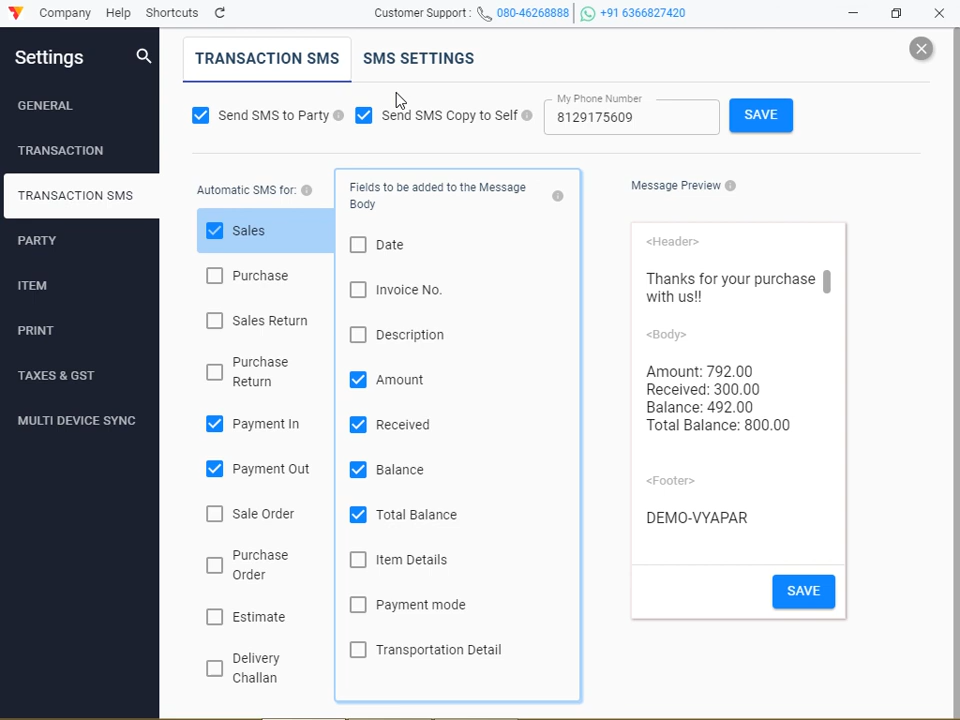 Company Help Shortcuts Customer Support : 080-46268888 +91 6366827420
Settings
GENERAL
TRANSACTION
TRANSACTION SMS
PARTY
ITEM
PRINT
TAXES & GST
MULTI DEVICE SYNC
TRANSACTION SMS SMS SETTINGS
Send SMS to Party Send SMS Copy to Self
My Phone Number
8129175609
SAVE
Automatic SMS for:
Sales
Purchase
Sales Return
Purchase
Return
Payment In
Payment Out
Sale Order
Purchase
Order
Estimate
Delivery
Challan
Fields to be added to the Message
Body
Date
Invoice No.
Description
Amount
Received
Balance
Total Balance
Item Details
Payment mode
Transportation Detail
Message Preview
<Header>
Thanks for your purchase
with us!!
<Body>
Amount: 792.00
Received: 300.00
Balance: 492.00
Total Balance: 800.00
<Footer>
DEMO-VYAPAR
SAVE